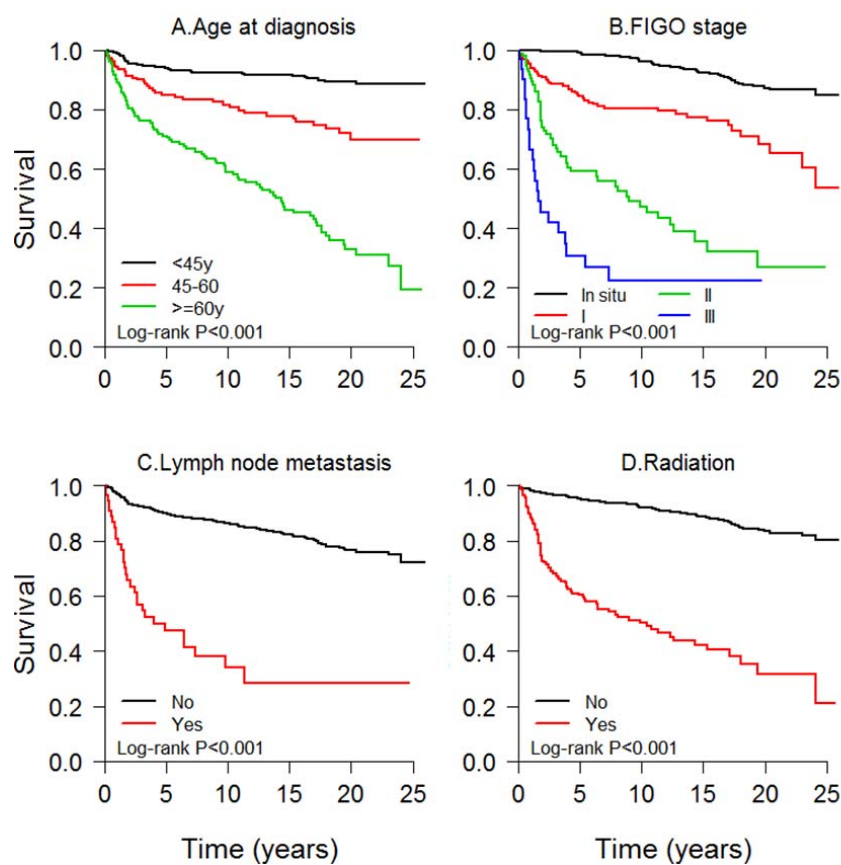 A.Age at diagnosis
Survival
1.0
0.8
0.6
0.4
0.2
0.0
<45y
45-60
>=60y
Log-rank P<0.001
0 5 10 15 20 25
B.FIGO stage
1.0
0.8
0.6
0.4
0.2
0.0
In situ II
I III
Log-rank P<0.001
0 5 10 15 20 25
C.Lymph node metastasis
Survival
1.0
0.8
0.6
0.4
0.2
0.0
No
Yes
Log-rank P<0.001
0 5 10 15 20 25
Time (years)
D.Radiation
1.0
0.8
0.6
0.4
0.2
0.0
No
Yes
Log-rank P<0.001
0 5 10 15 20 25
Time (years)